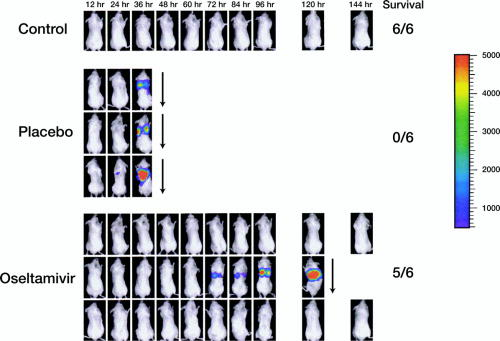 12 hr 24 hr 36 hr 48 hr 60 hr 72 hr 84 hr 96 hr 120 hr 144 hr Survival
Control 6/6
5000
4000
3000
2000
1000
Placebo 0/6
Oseltamivir 5/6